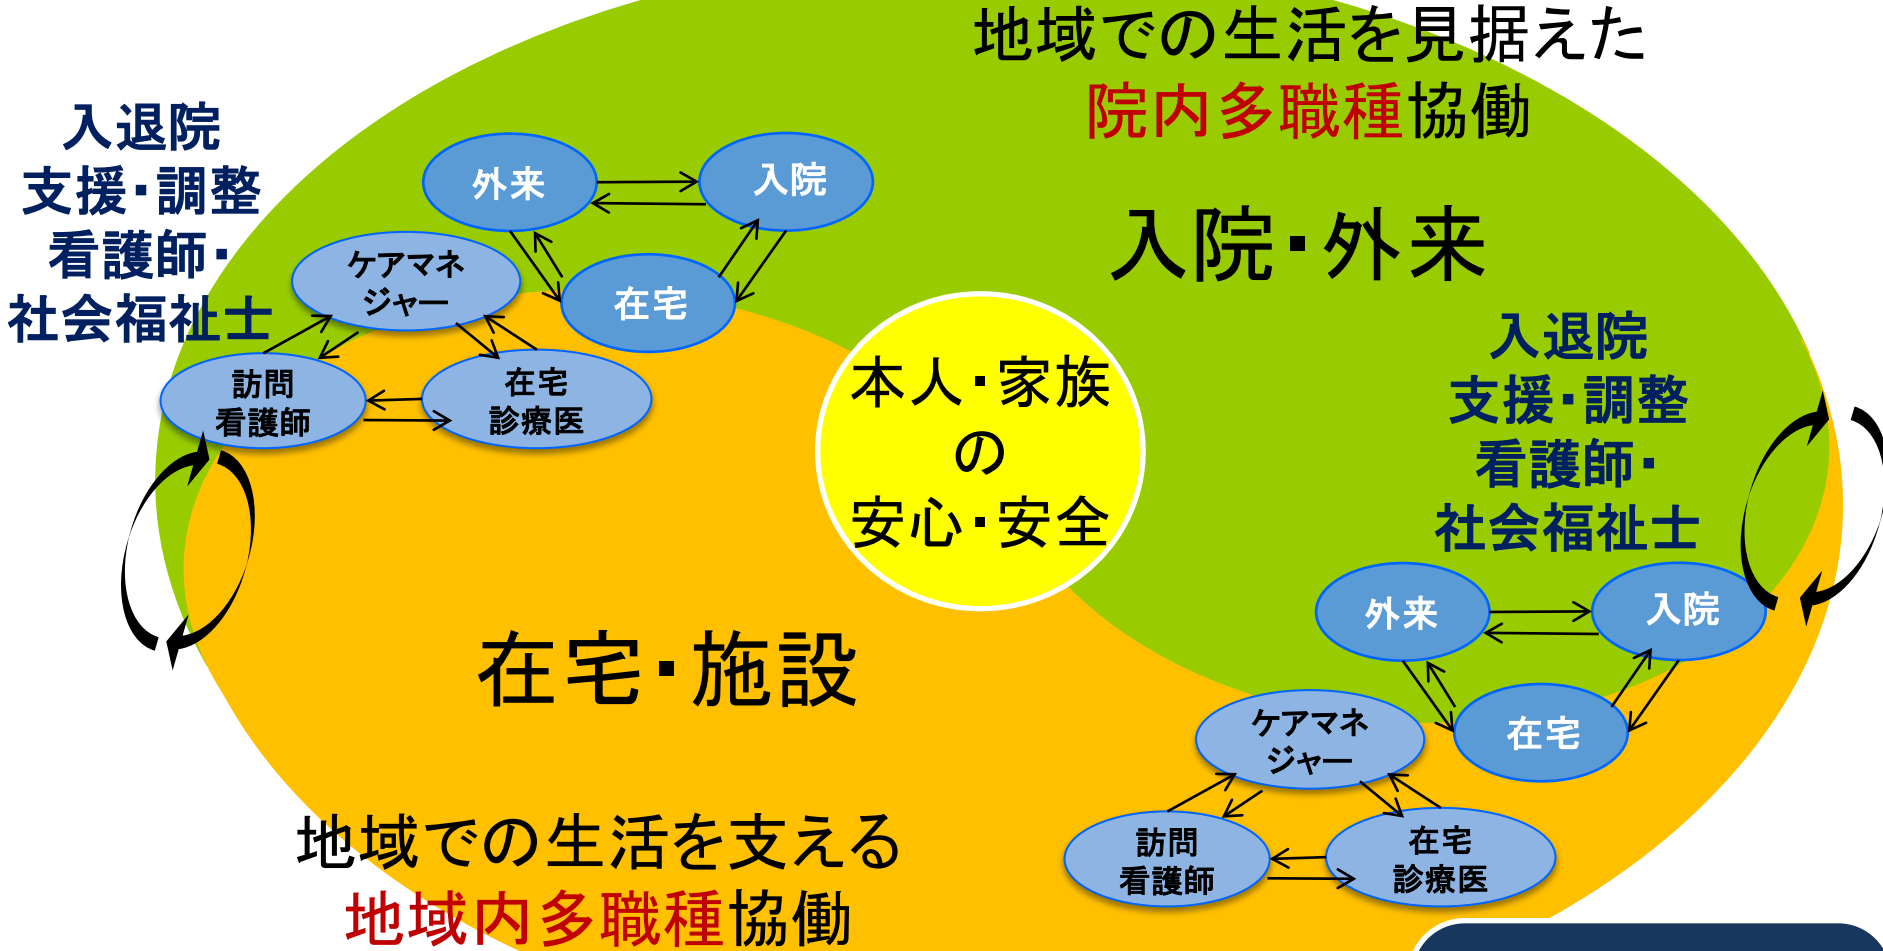 地域での生活を見据えた
院内多職種協働
入退院
支援・調整
看護師・
社会福祉士
外来
入院
ケアマネ
ジャー
在宅
訪問
看護師
在宅
診療医
入院・外来
本人・家族
の
安心・安全
入退院
支援・調整
看護師・
社会福祉士
外来
入院
ケアマネ
ジャー
在宅
訪問
看護師
在宅
診療医
在宅・施設
地域での生活を支える
地域内多職種協働